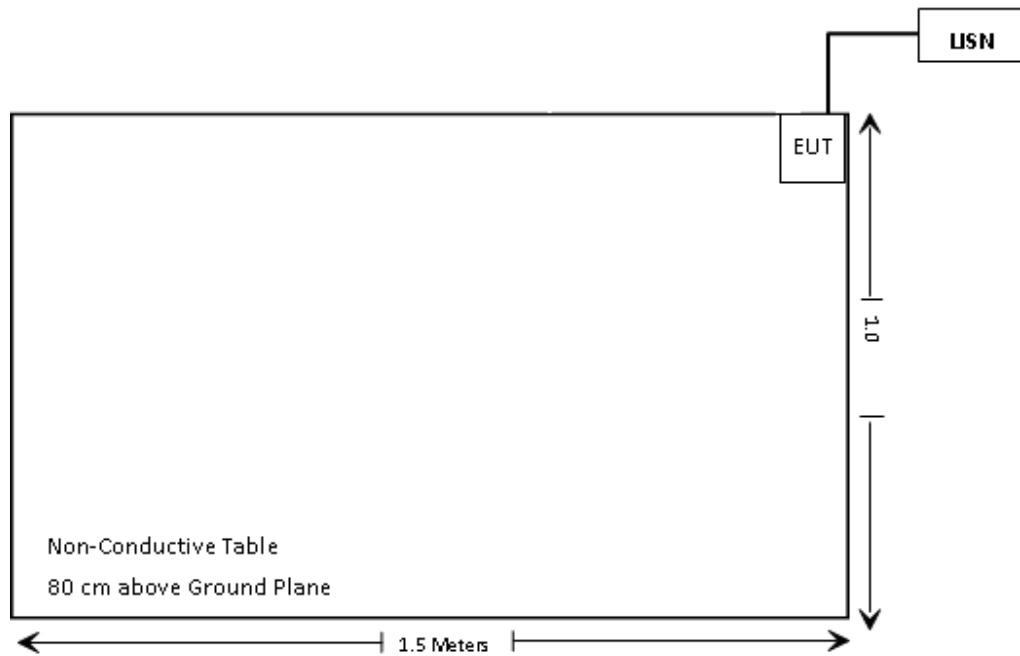 LISN
EUT
1.0
Non-Conductive Table
80 cm above Ground Plane
1.5 Meters